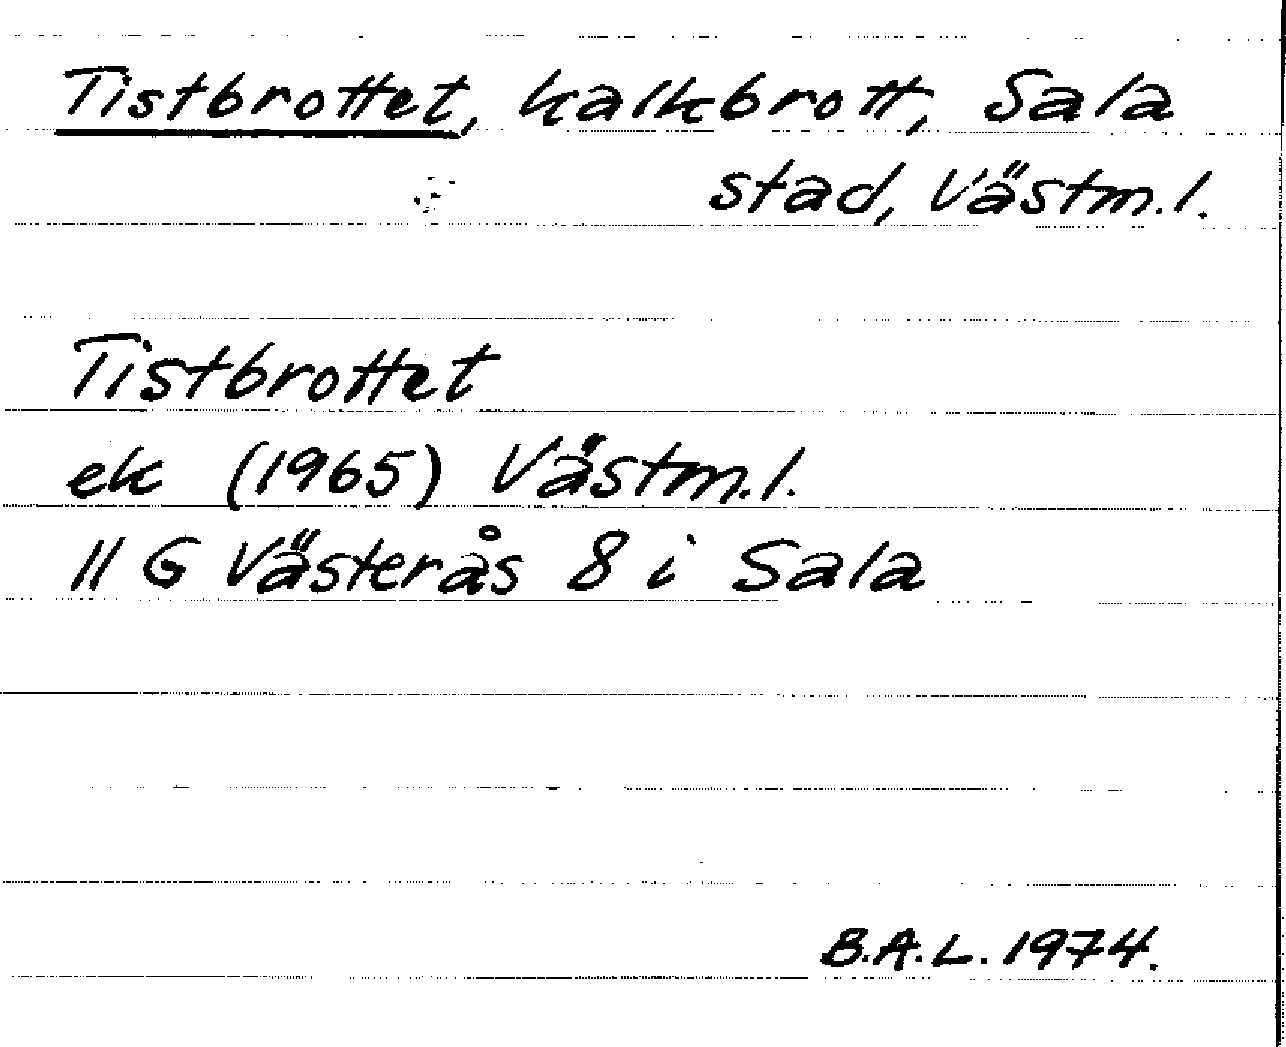 Tistbrottet, kalkbrott, Sala
stad, Västm.l.
Tistbrottet
ek (1965) Västm.l.
11 G Västerås 8 i Sala
B.A.L. 1974.